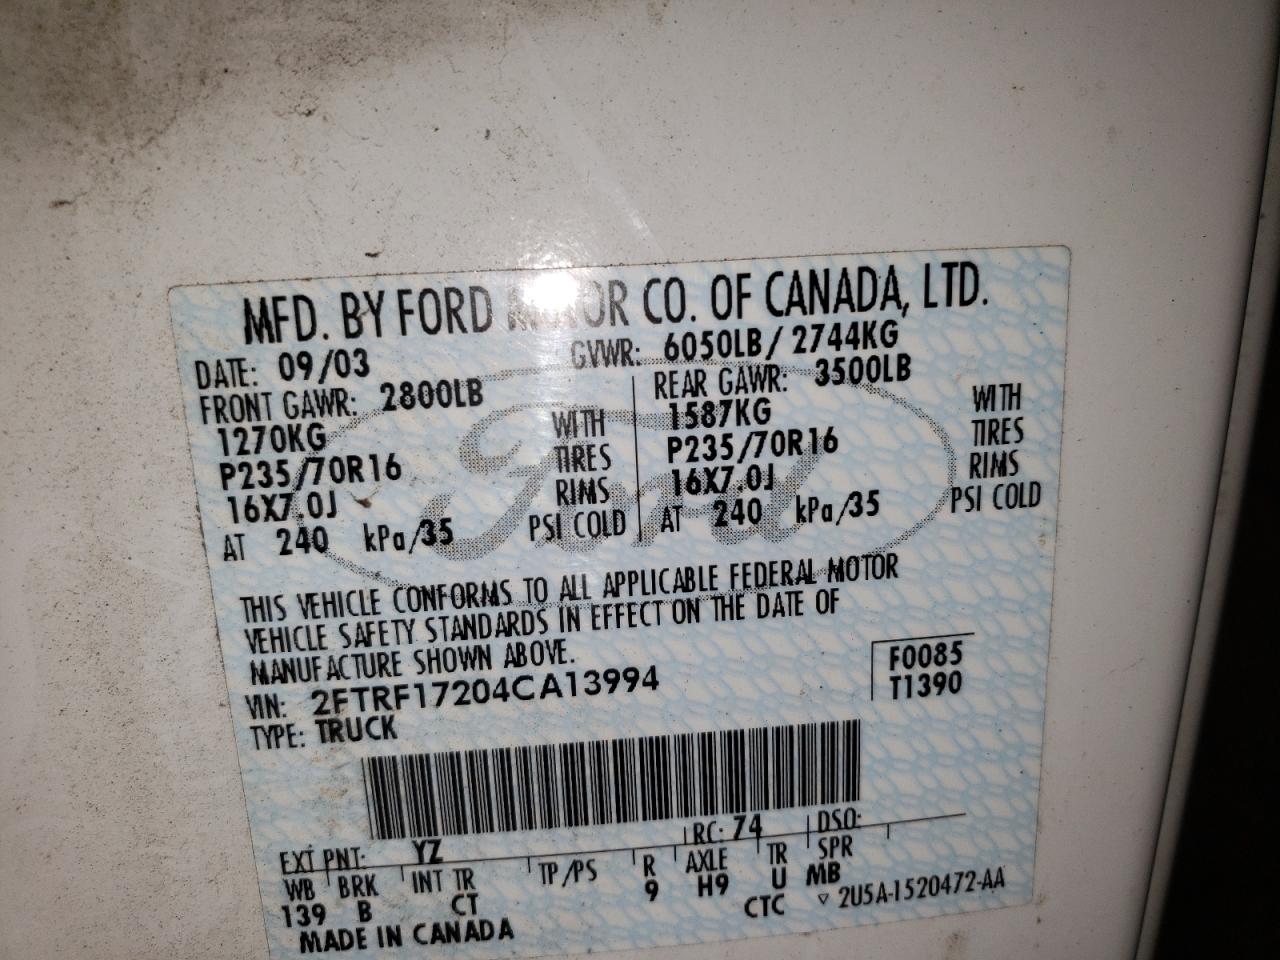 MFD. BY FORD MOTOR CO. OF CANADA, LTD.
DATE: 09/03 GVWR: 6050LB/ 2744KG
FRONT GAWR: 2800LB REAR GAWR: 3500LB
1270KG WITH 1587KG WITH
P235/70R16 TIRES P235/70R16 TIRES
16X7.0J RIMS 16X7.0J RIMS
AT 240 kPa/35 PSI COLD AT 240 kPa/35 PSI COLD
Ford
THIS VEHICLE CONFORMS TO ALL APPLICABLE FEDERAL MOTOR
VEHICLE SAFETY STANDARDS IN EFFECT ON THE DATE OF
MANUFACTURE SHOWN ABOVE.
VIN: 2FTRF17204CA13994 F0085
TYPE: TRUCK T1390
EXT PNT: YZ RC: 74 DSO:
WB BRK INT TR TP/PS R AXLE TR SPR
139 B CT 9 H9 U MB
MADE IN CANADA CTC ▽ 2U5A-1520472-AA